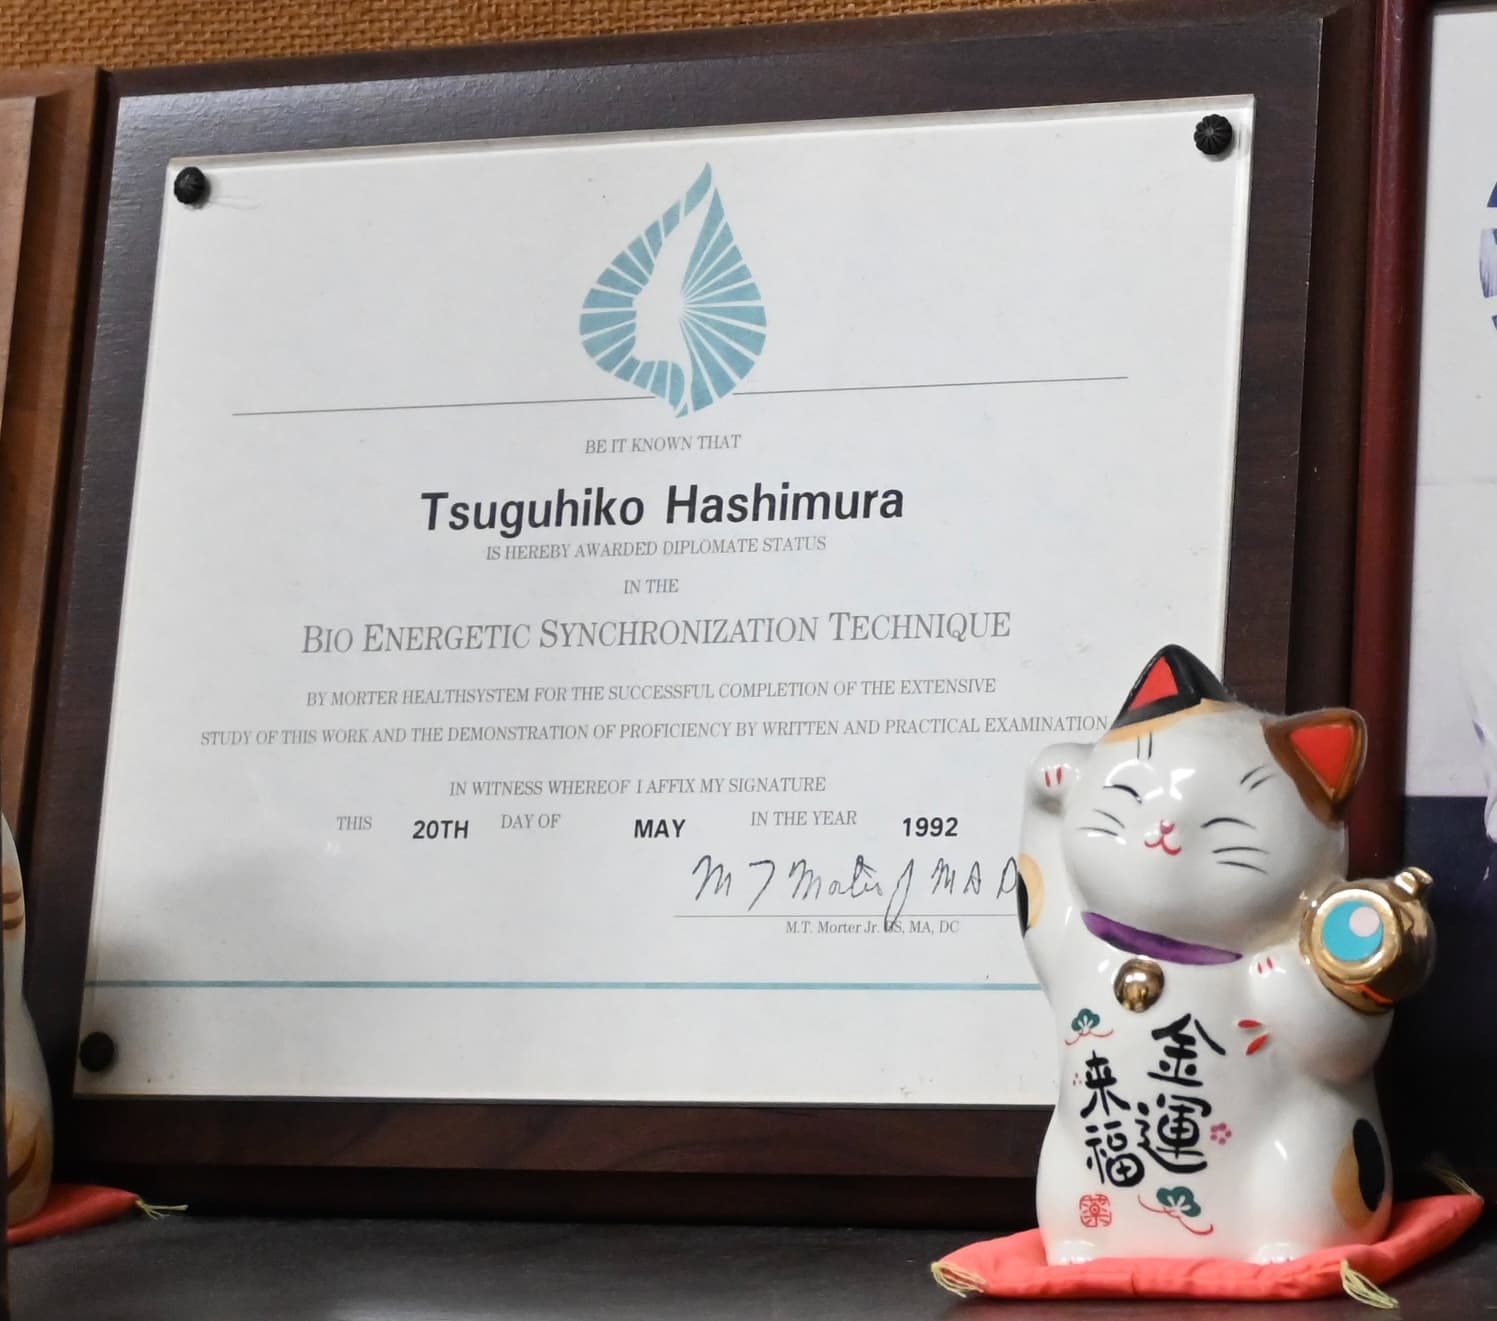 BE IT KNOWN THAT
Tsuguhiko Hashimura
IS HEREBY AWARDED DIPLOMATE STATUS
IN THE
BIO ENERGETIC SYNCHRONIZATION TECHNIQUE
BY MORTER HEALTHSYSTEM FOR THE SUCCESSFUL COMPLETION OF THE EXTENSIVE
STUDY OF THIS WORK AND THE DEMONSTRATION OF PROFICIENCY BY WRITTEN AND PRACTICAL EXAMINATION
IN WITNESS WHEREOF I AFFIX MY SIGNATURE
THIS 20TH DAY OF MAY IN THE YEAR 1992
M.T. Morter Jr. BS, MA, DC
金運
来福